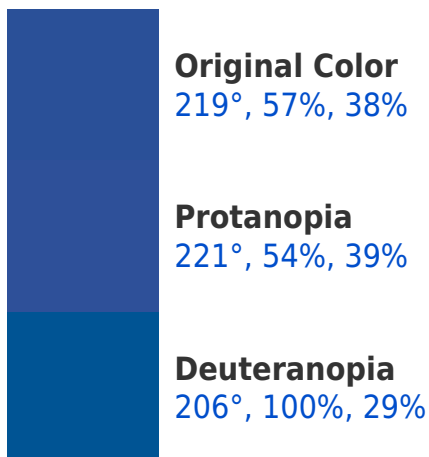 Original Color
219°, 57%, 38%
Protanopia
221°, 54%, 39%
Deuteranopia
206°, 100%, 29%